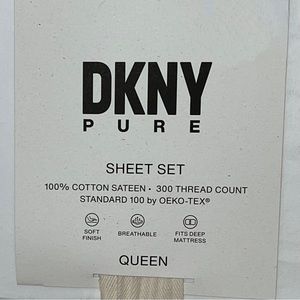 DKNY
PURE
SHEET SET
100% COTTON SATEEN • 300 THREAD COUNT
STANDARD 100 by OEKO-TEX®
SOFT FINISH
BREATHABLE
FITS DEEP MATTRESS
QUEEN